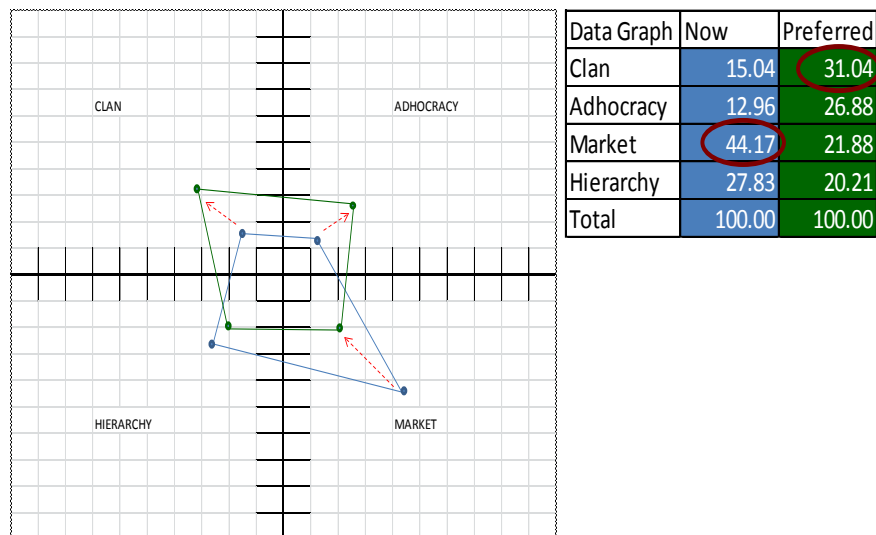 CLAN
ADHOCRACY
HIERARCHY
MARKET
Data Graph Now Preferred
Clan 15.04 31.04
Adhocracy 12.96 26.88
Market 44.17 21.88
Hierarchy 27.83 20.21
Total 100.00 100.00